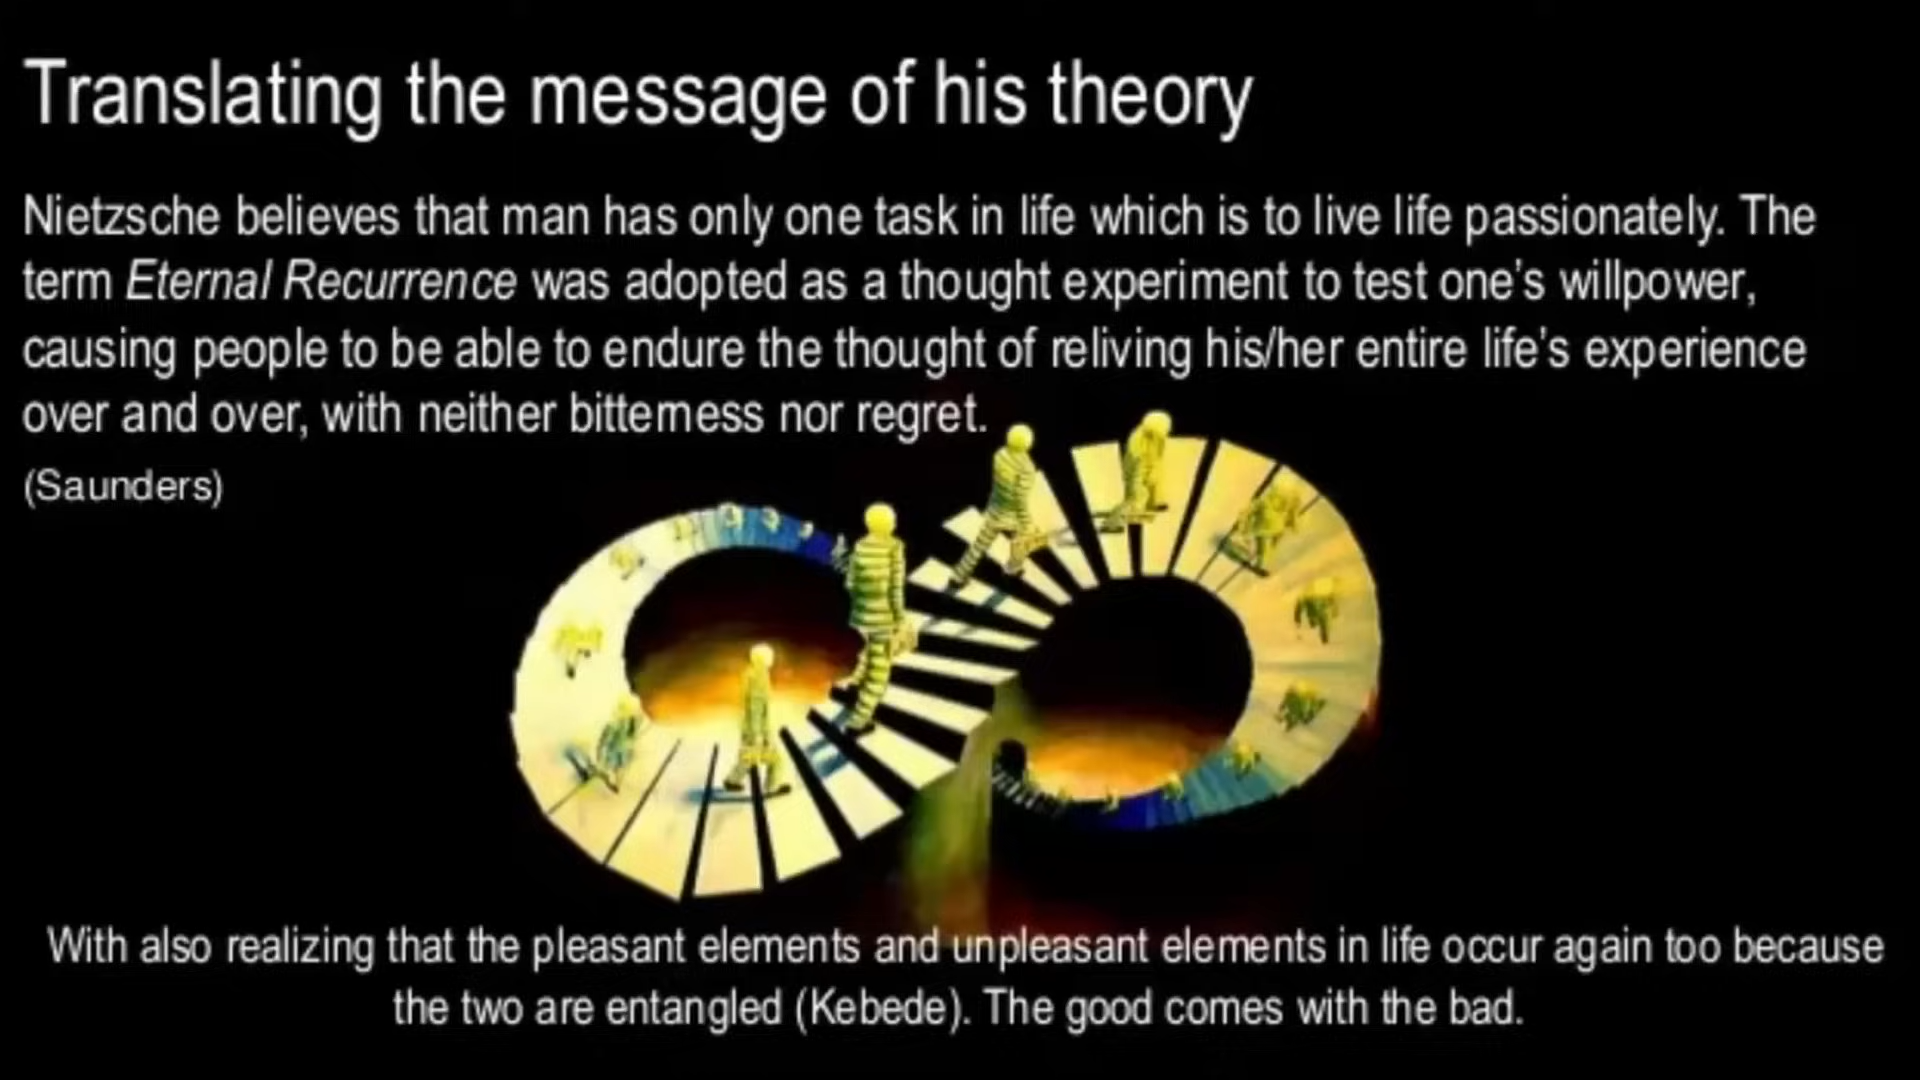 Translating the message of his theory
Nietzsche believes that man has only one task in life which is to live life passionately. The
term Eternal Recurrence was adopted as a thought experiment to test one's willpower,
causing people to be able to endure the thought of reliving his/her entire life's experience
over and over, with neither bitterness nor regret.
(Saunders)
With also realizing that the pleasant elements and unpleasant elements in life occur again too because
the two are entangled (Kebede). The good comes with the bad.